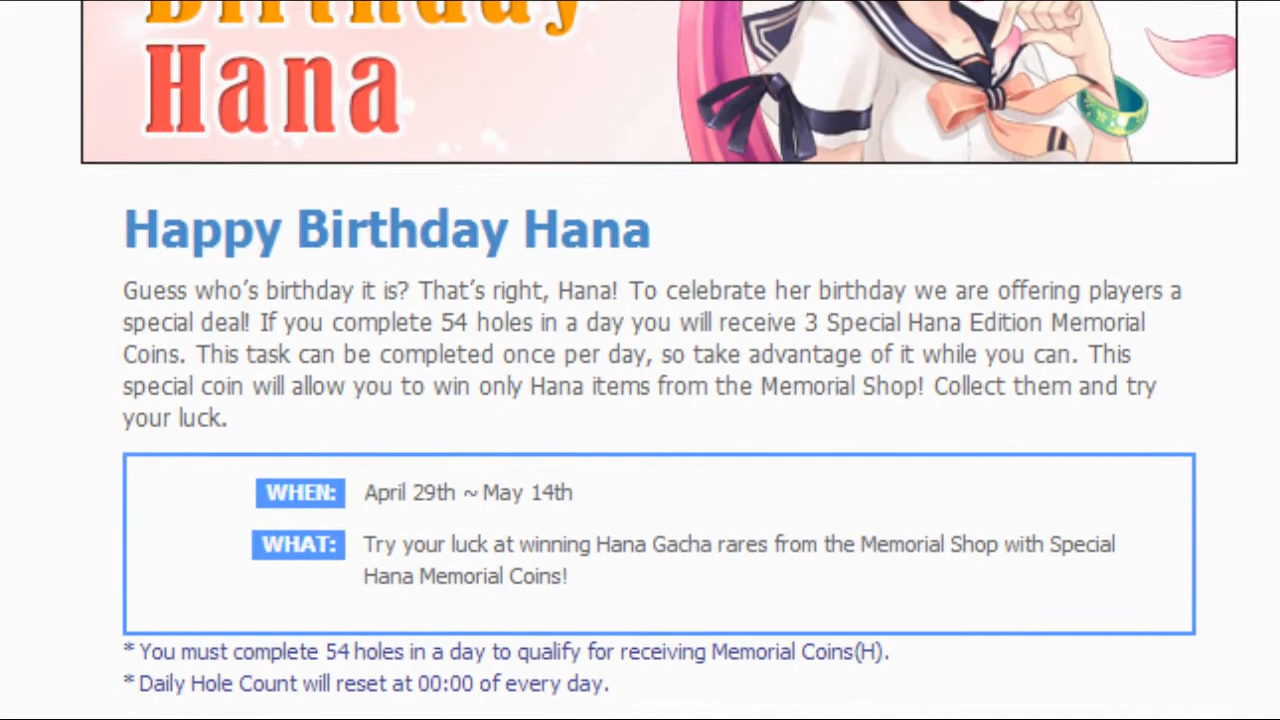 Birthday
Hana
Happy Birthday Hana
Guess who's birthday it is? That's right, Hana! To celebrate her birthday we are offering players a
special deal! If you complete 54 holes in a day you will receive 3 Special Hana Edition Memorial
Coins. This task can be completed once per day, so take advantage of it while you can. This
special coin will allow you to win only Hana items from the Memorial Shop! Collect them and try
your luck.
WHEN: April 29th ~ May 14th
WHAT: Try your luck at winning Hana Gacha rares from the Memorial Shop with Special
Hana Memorial Coins!
* You must complete 54 holes in a day to qualify for receiving Memorial Coins(H).
* Daily Hole Count will reset at 00:00 of every day.